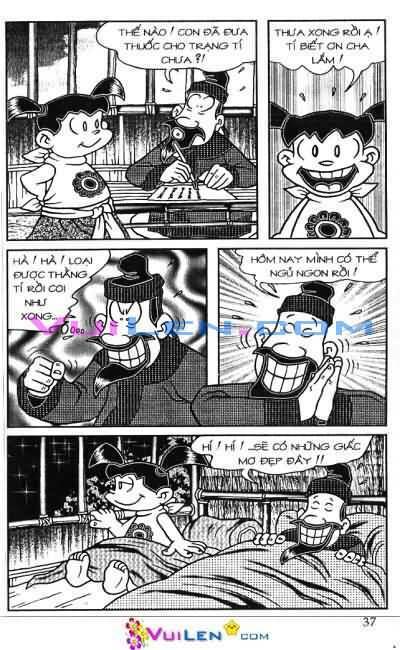 THẾ NÀO! CON ĐÃ ĐƯA
THUỐC CHO TRẠNG TÍ
CHƯA?!
THƯA XONG RỒI Ạ!
TÍ BIẾT ƠN CHA
LẮM!
HÀ! HÀ! LOẠI
ĐƯỢC THẰNG
TÍ RỒI COI
NHƯ
XONG...
HÔM NAY MÌNH CÓ THỂ
NGỦ NGON RỒI!
VUILEN.COM
HÍ! HÍ! ...SẼ CÓ NHỮNG GIẤC
MƠ ĐẸP ĐÂY!!
37
VUILEN.COM